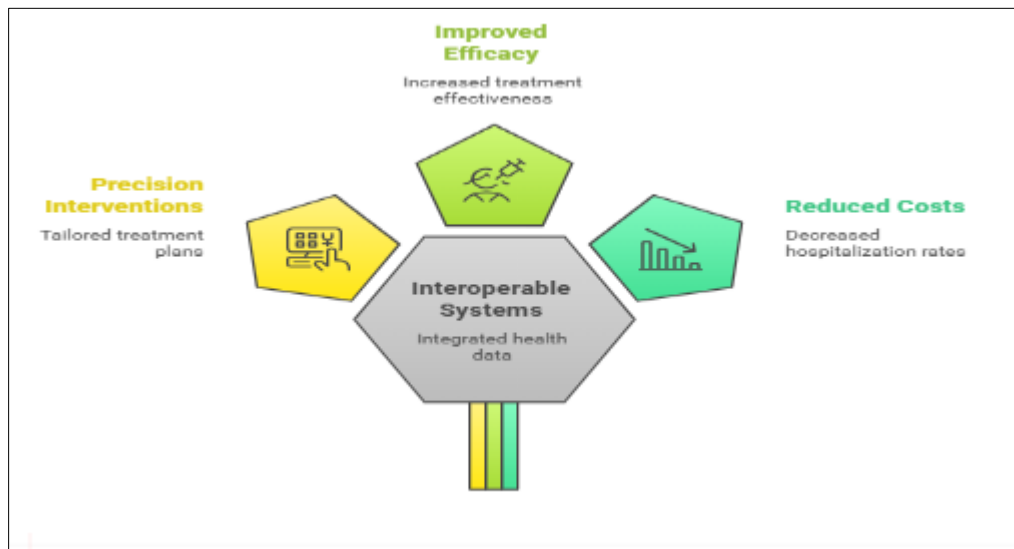 Improved
Efficacy
Increased treatment
effectiveness
Precision
Interventions
Tailored treatment
plans
Reduced Costs
Decreased
hospitalization rates
Interoperable
Systems
Integrated health
data